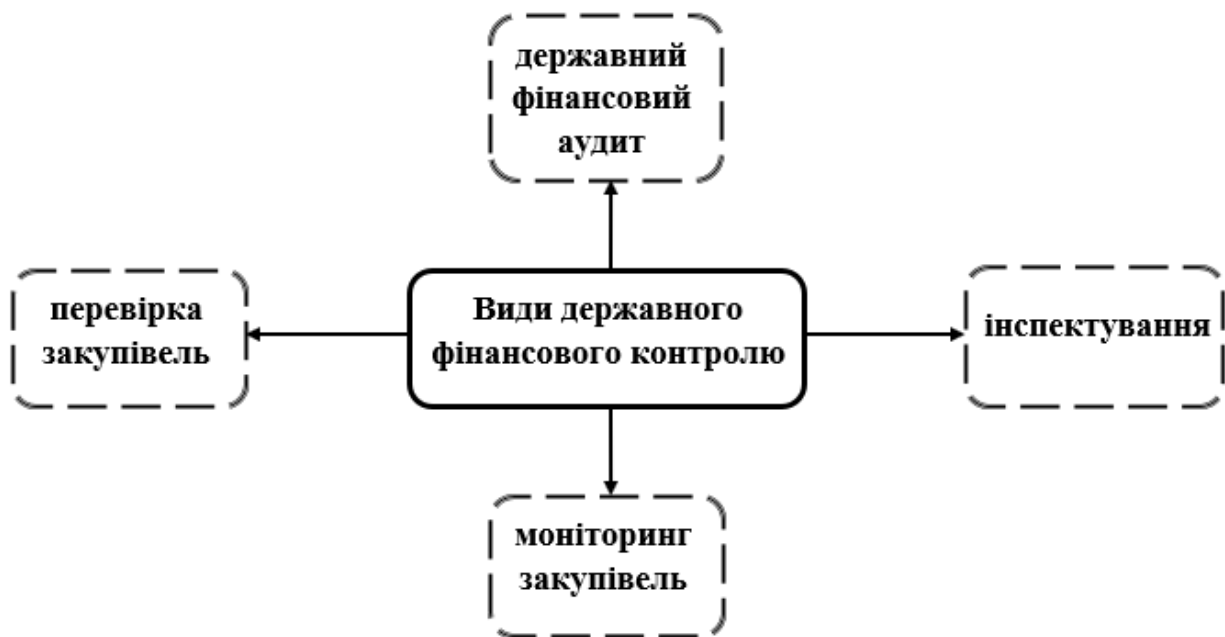 державний
фінансовий
аудит
перевірка
закупівель
Види державного
фінансового контролю
інспектування
моніторинг
закупівель